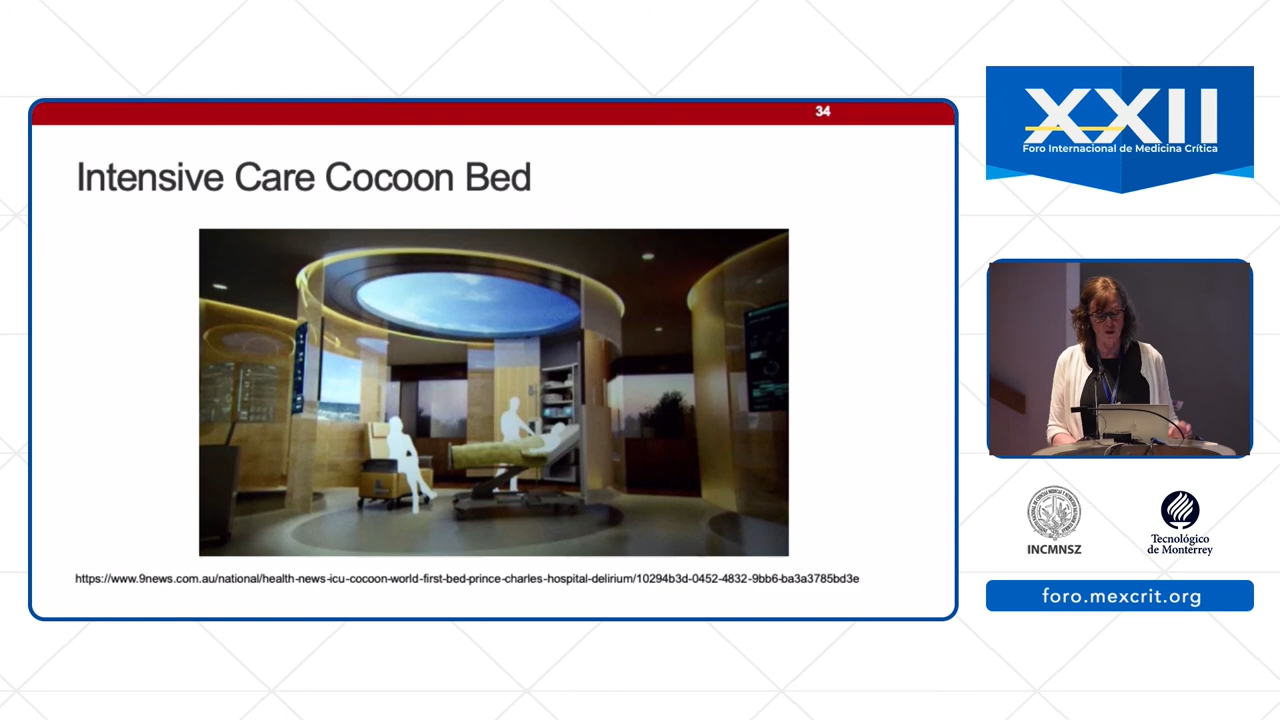 34
Intensive Care Cocoon Bed
https://www.9news.com.au/national/health-news-icu-cocoon-world-first-bed-prince-charles-hospital-delirium/10294b3d-0452-4832-9bb6-ba3a3785bd3e
XXII
Foro Internacional de Medicina Crítica
INCMNSZ
Tecnológico
de Monterrey
foro.mexcrit.org